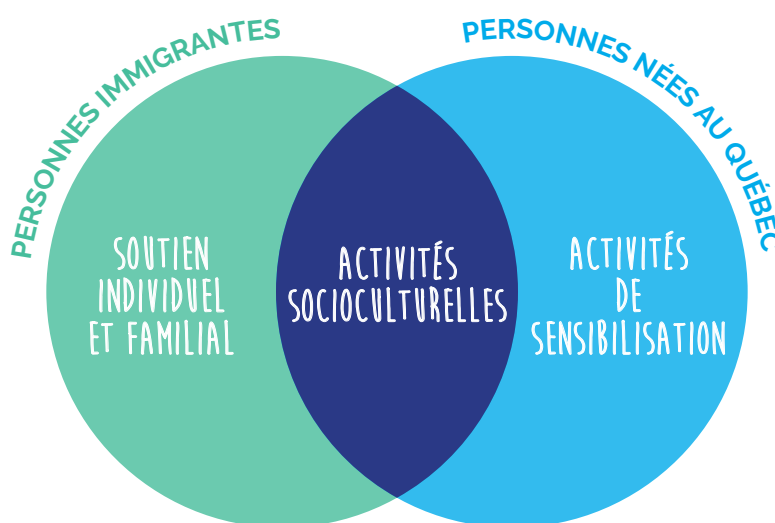 PERSONNES IMMIGRANTES
PERSONNES NÉES AU QUÉBEC
SOUTIEN
INDIVIDUEL
ET FAMILIAL
ACTIVITÉS
SOCIOCULTURELLES
ACTIVITÉS
DE
SENSIBILISATION